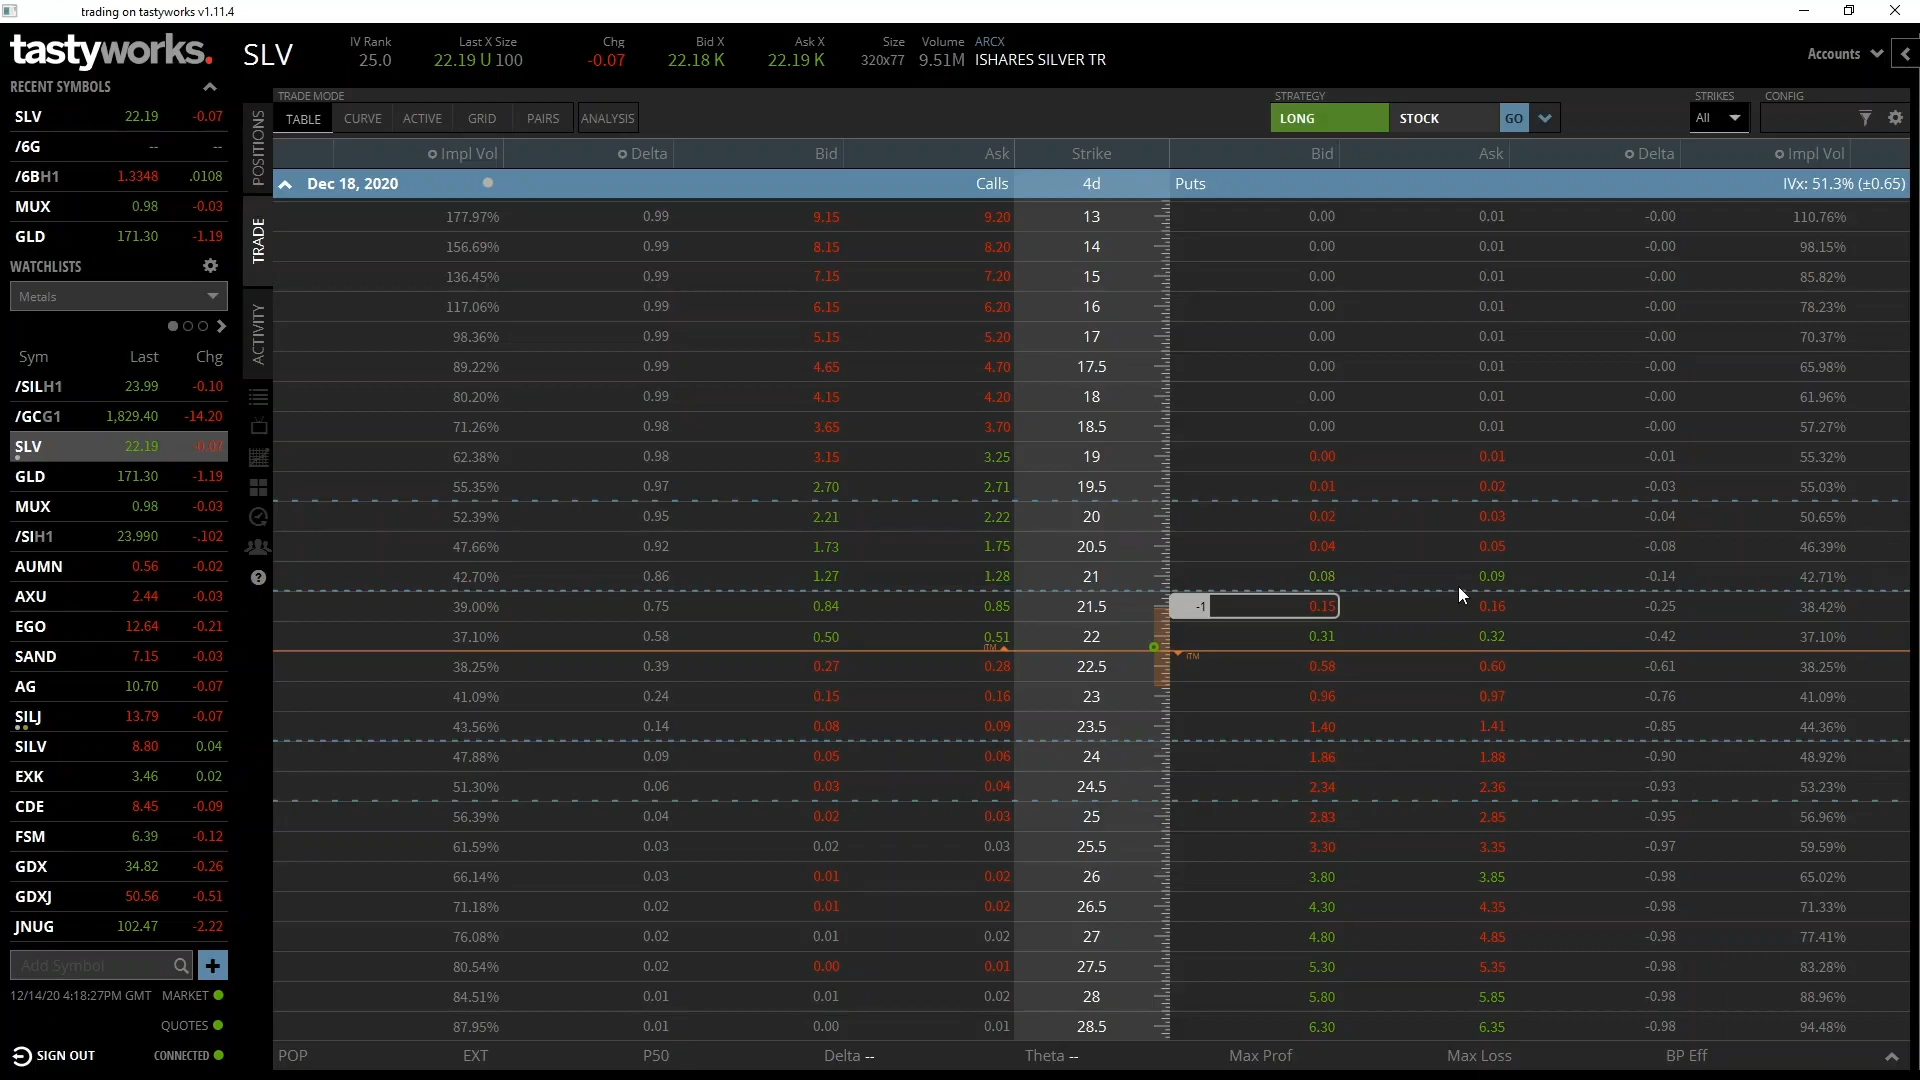 trading on tastyworks v1.11.4
tastyworks. SLV
IV Rank 25.0 Last X Size 22.19 U 100 Chg -0.07 Bid X 22.18 K Ask X 22.19 K Size 320x77 Volume 9.51M ARCX ISHARES SILVER TR
Accounts
RECENT SYMBOLS
SLV 22.19 -0.07
/6G -- --
/6BH1 1.3348 .0108
MUX 0.98 -0.03
GLD 171.30 -1.19
WATCHLISTS
Metals
Sym Last Chg
/SILH1 23.99 -0.10
/GCG1 1,829.40 -14.20
SLV 22.19 -0.07
GLD 171.30 -1.19
MUX 0.98 -0.03
/SIH1 23.990 -.102
AUMN 0.56 -0.02
AXU 2.44 -0.03
EGO 12.64 -0.21
SAND 7.15 -0.03
AG 10.70 -0.07
SILJ 13.79 -0.07
SILV 8.80 0.04
EXK 3.46 0.02
CDE 8.45 -0.09
FSM 6.39 -0.12
GDX 34.82 -0.26
GDXJ 50.56 -0.51
JNUG 102.47 -2.22
Add Symbol
12/14/20 4:18:27PM GMT MARKET
QUOTES
SIGN OUT CONNECTED
POSITIONS
TRADE
ACTIVITY
TRADE MODE
TABLE CURVE ACTIVE GRID PAIRS ANALYSIS
STRATEGY
LONG STOCK GO
STRIKES
All
CONFIG
Impl Vol Delta Bid Ask Strike Bid Ask Delta Impl Vol
Dec 18, 2020 Calls 4d Puts IVx: 51.3% (±0.65)
177.97% 0.99 9.15 9.20 13 0.00 0.01 -0.00 110.76%
156.69% 0.99 8.15 8.20 14 0.00 0.01 -0.00 98.15%
136.45% 0.99 7.15 7.20 15 0.00 0.01 -0.00 85.82%
117.06% 0.99 6.15 6.20 16 0.00 0.01 -0.00 78.23%
98.36% 0.99 5.15 5.20 17 0.00 0.01 -0.00 70.37%
89.22% 0.99 4.65 4.70 17.5 0.00 0.01 -0.00 65.98%
80.20% 0.99 4.15 4.20 18 0.00 0.01 -0.00 61.96%
71.26% 0.98 3.65 3.70 18.5 0.00 0.01 -0.00 57.27%
62.38% 0.98 3.15 3.25 19 0.00 0.01 -0.01 55.32%
55.35% 0.97 2.70 2.71 19.5 0.01 0.02 -0.03 55.03%
52.39% 0.95 2.21 2.22 20 0.02 0.03 -0.04 50.65%
47.66% 0.92 1.73 1.75 20.5 0.04 0.05 -0.08 46.39%
42.70% 0.86 1.27 1.28 21 0.08 0.09 -0.14 42.71%
39.00% 0.75 0.84 0.85 21.5 -1 0.15 0.16 -0.25 38.42%
37.10% 0.58 0.50 0.51 22 0.31 0.32 -0.42 37.10%
ITM ITM
38.25% 0.39 0.27 0.28 22.5 0.58 0.60 -0.61 38.25%
41.09% 0.24 0.15 0.16 23 0.96 0.97 -0.76 41.09%
43.56% 0.14 0.08 0.09 23.5 1.40 1.41 -0.85 44.36%
47.88% 0.09 0.05 0.06 24 1.86 1.88 -0.90 48.92%
51.30% 0.06 0.03 0.04 24.5 2.34 2.36 -0.93 53.23%
56.39% 0.04 0.02 0.03 25 2.83 2.85 -0.95 56.96%
61.59% 0.03 0.02 0.03 25.5 3.30 3.35 -0.97 59.59%
66.14% 0.03 0.01 0.02 26 3.80 3.85 -0.98 65.02%
71.18% 0.02 0.01 0.02 26.5 4.30 4.35 -0.98 71.33%
76.08% 0.02 0.01 0.02 27 4.80 4.85 -0.98 77.41%
80.54% 0.02 0.00 0.01 27.5 5.30 5.35 -0.98 83.28%
84.51% 0.01 0.01 0.02 28 5.80 5.85 -0.98 88.96%
87.95% 0.01 0.00 0.01 28.5 6.30 6.35 -0.98 94.48%
POP EXT P50 Delta -- Theta -- Max Prof Max Loss BP Eff